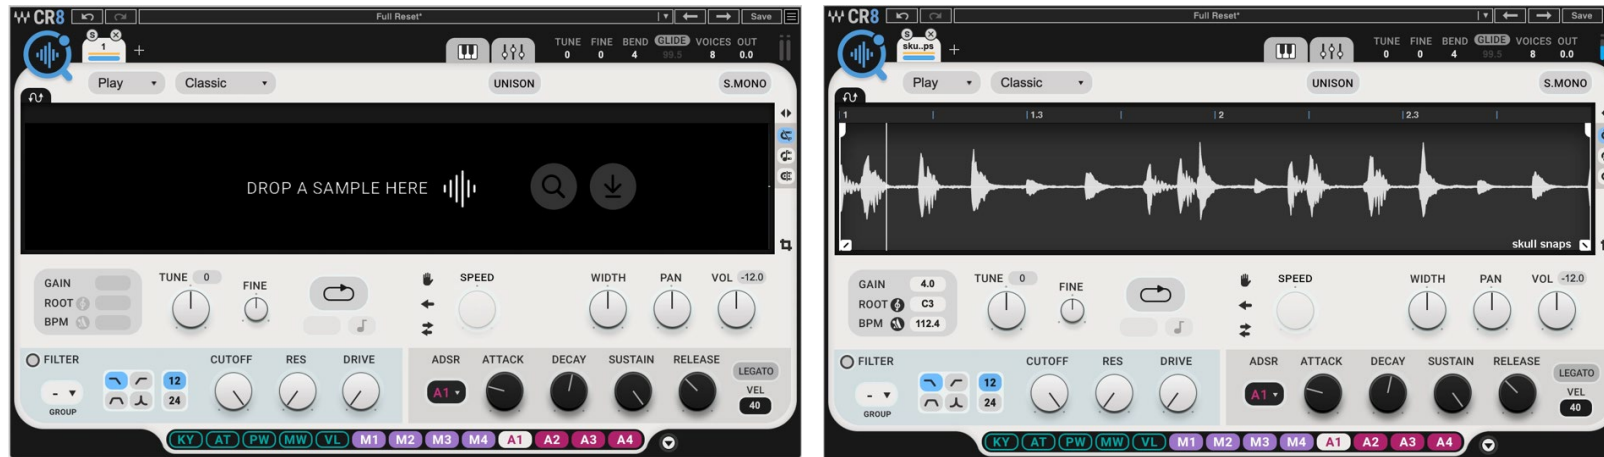 CR8 Full Reset* Save
1 + TUNE FINE BEND GLIDE VOICES OUT
0 0 4 99.5 8 0.0
Play Classic UNISON S.MONO
DROP A SAMPLE HERE
GAIN TUNE 0 FINE SPEED WIDTH PAN VOL -12.0
ROOT
BPM
FILTER CUTOFF RES DRIVE ADSR ATTACK DECAY SUSTAIN RELEASE
- 12 A1 LEGATO
24 VEL
GROUP 40
KY AT PW MW VL M1 M2 M3 M4 A1 A2 A3 A4
CR8 Full Reset* Save
S X
sku..ps + TUNE FINE BEND GLIDE VOICES OUT
0 0 4 99.5 8 0.0
Play Classic UNISON S.MONO
1 1.3 2 2.3
skull snaps
GAIN 4.0 TUNE 0 FINE SPEED WIDTH PAN VOL -12.0
ROOT C3
BPM 112.4
FILTER CUTOFF RES DRIVE ADSR ATTACK DECAY SUSTAIN RELEASE
- 12 A1 LEGATO
24 VEL
GROUP 40
KY AT PW MW VL M1 M2 M3 M4 A1 A2 A3 A4